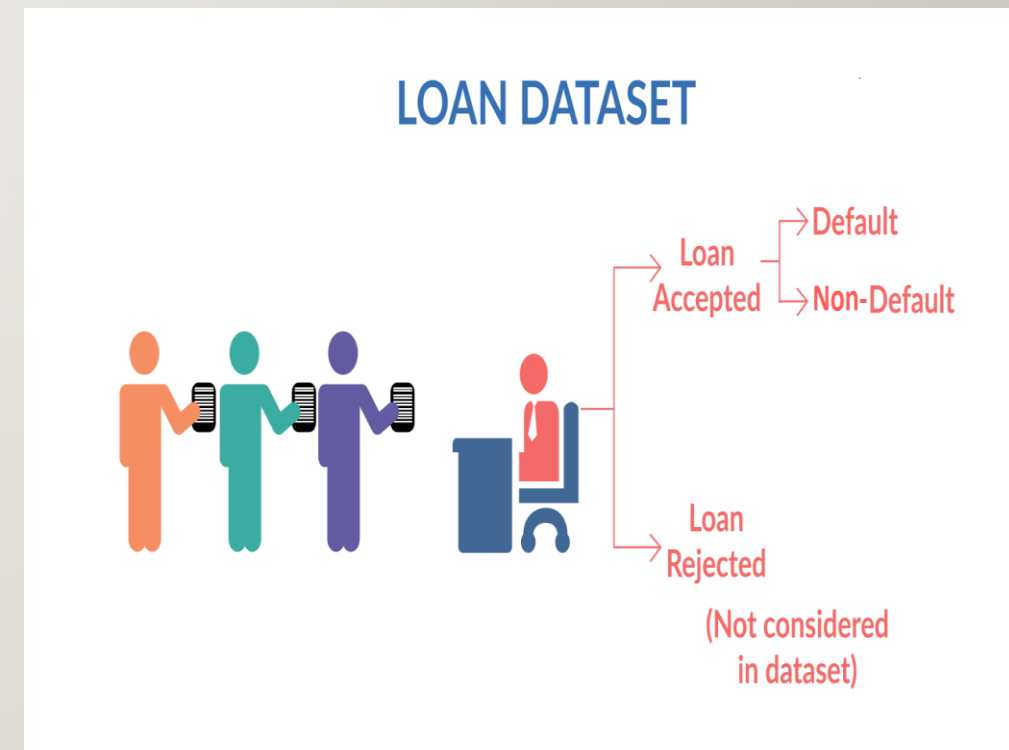 LOAN DATASET
Default
Loan
Accepted
Non-Default
Loan
Rejected
(Not considered
in dataset)